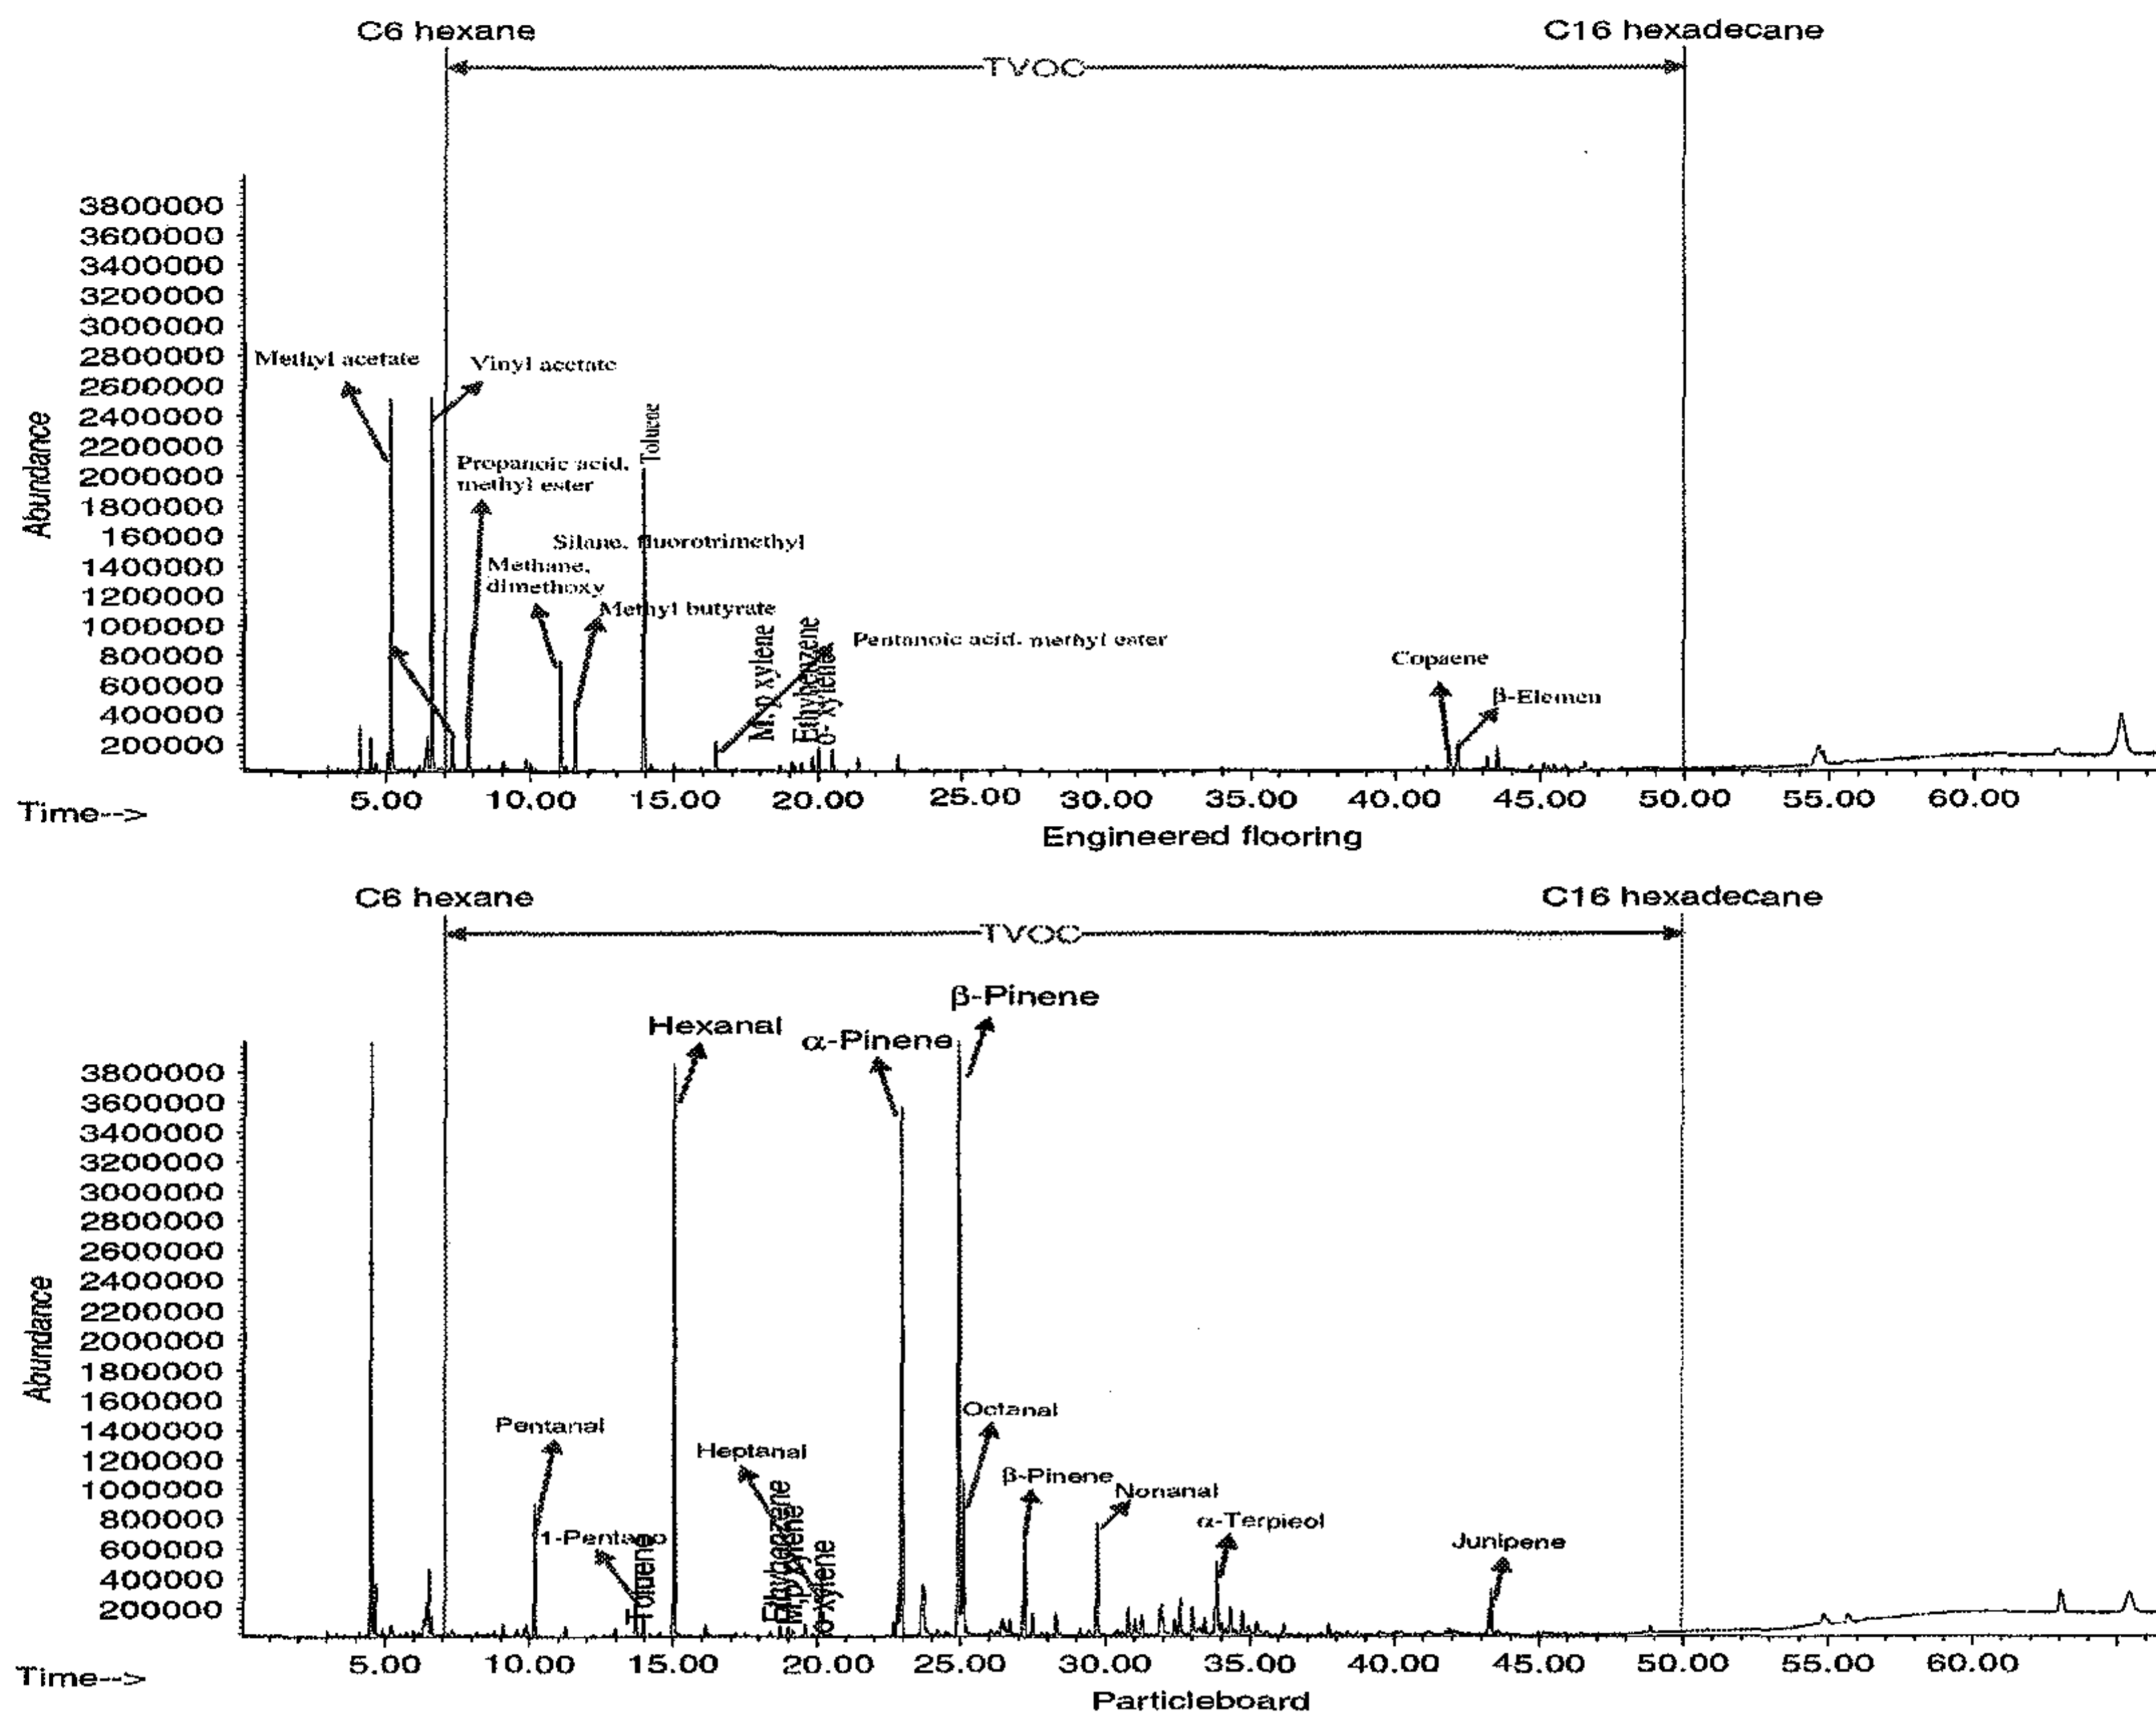 C6 hexane
C16 hexadecane
TVOC
3800000
3600000
3400000
3200000
3000000
2800000
2600000
2400000
2200000
2000000
1800000
160000
1400000
1200000
1000000
800000
600000
400000
200000
Abundance
Methyl acetate
Vinyl acetate
Propanoic acid,
methyl ester
Toluene
Silane, fluorotrimethyl
Methane,
dimethoxy
Methyl butyrate
M, p xylene
Ethylbenzene
o- xylene
Pentanoic acid. methyl ester
Copaene
β-Elemen
5.00 10.00 15.00 20.00 25.00 30.00 35.00 40.00 45.00 50.00 55.00 60.00
Time-->
Engineered flooring
C6 hexane
C16 hexadecane
TVOC
3800000
3600000
3400000
3200000
3000000
2800000
2600000
2400000
2200000
2000000
1800000
1600000
1400000
1200000
1000000
800000
600000
400000
200000
Abundance
Hexanal
α-Pinene
β-Pinene
Pentanal
1-Pentano
Toluene
Heptanal
Ethylbenzene
M,p xylene
o-xylene
Octanal
β-Pinene
Nonanal
α-Terpieol
Junipene
5.00 10.00 15.00 20.00 25.00 30.00 35.00 40.00 45.00 50.00 55.00 60.00
Time-->
Particleboard